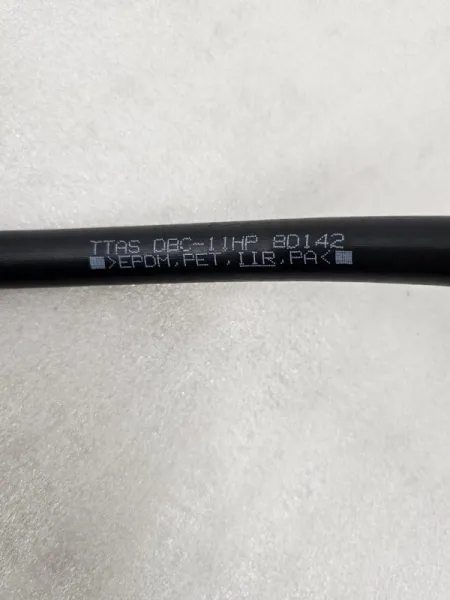 TTAS DBC-11HP 8D142
>EPDM,PET,IIR,PA<